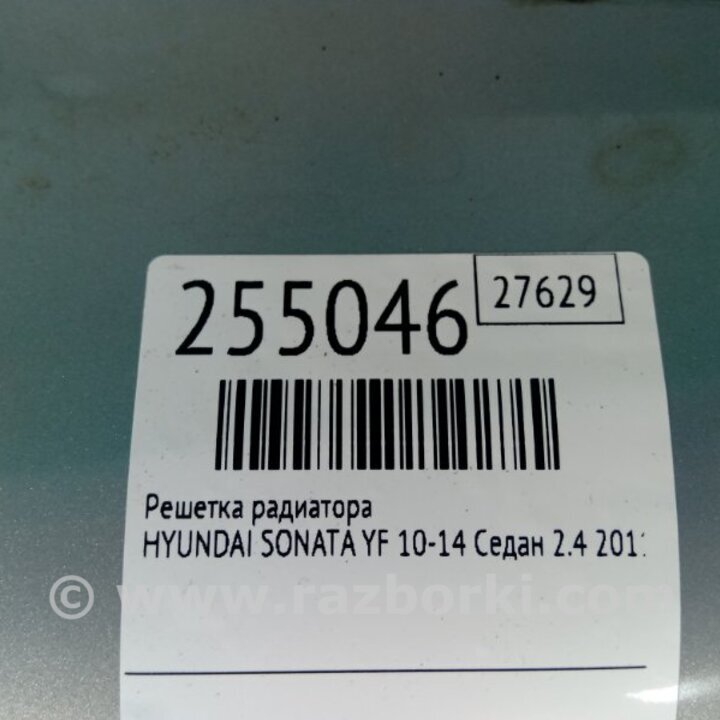 255046
27629
Решетка радиатора
HYUNDAI SONATA YF 10-14 Седан 2.4
© www.razborki.com